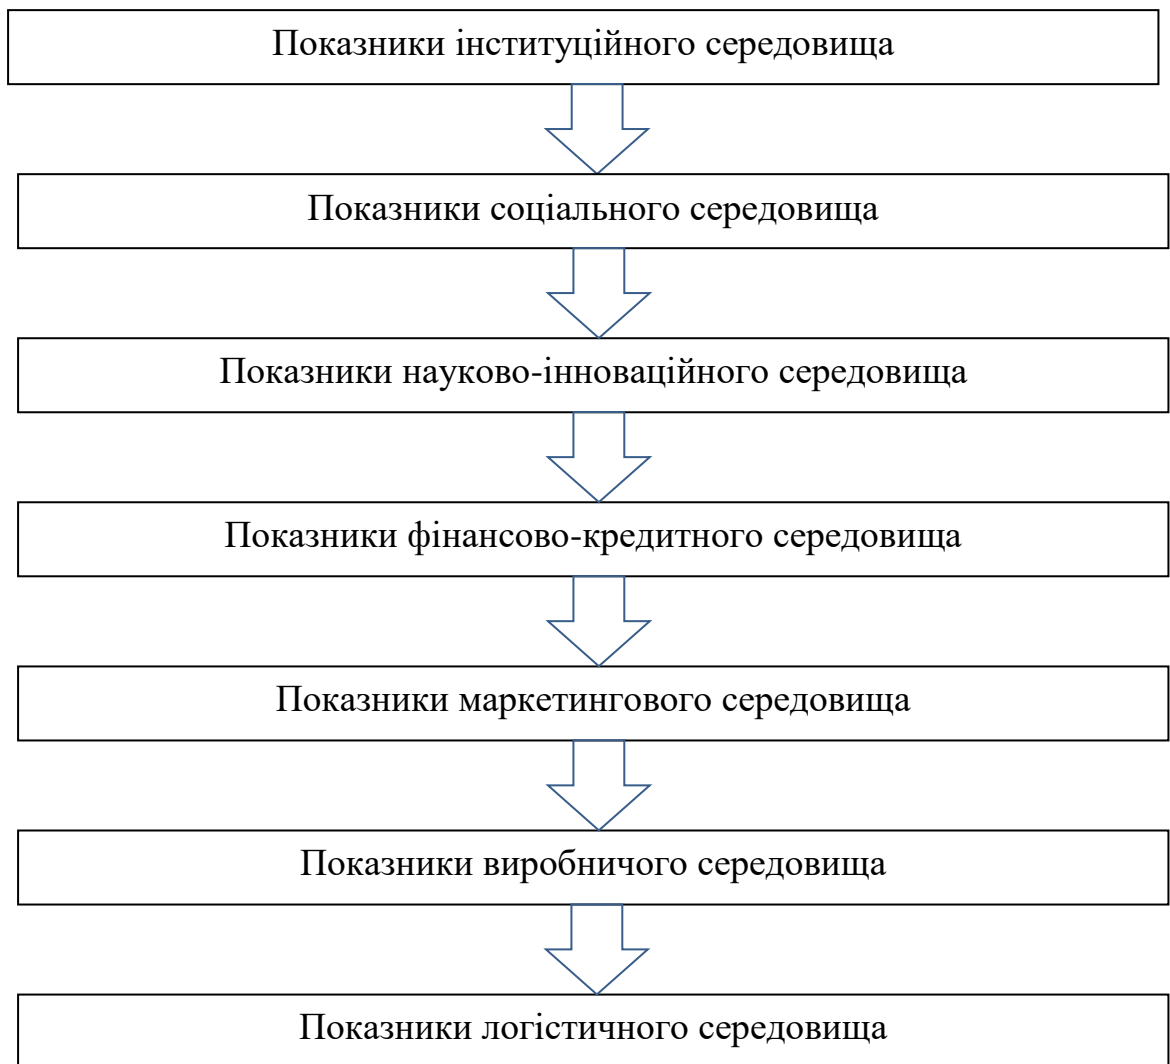 Показники інституційного середовища
Показники соціального середовища
Показники науково-інноваційного середовища
Показники фінансово-кредитного середовища
Показники маркетингового середовища
Показники виробничого середовища
Показники логістичного середовища